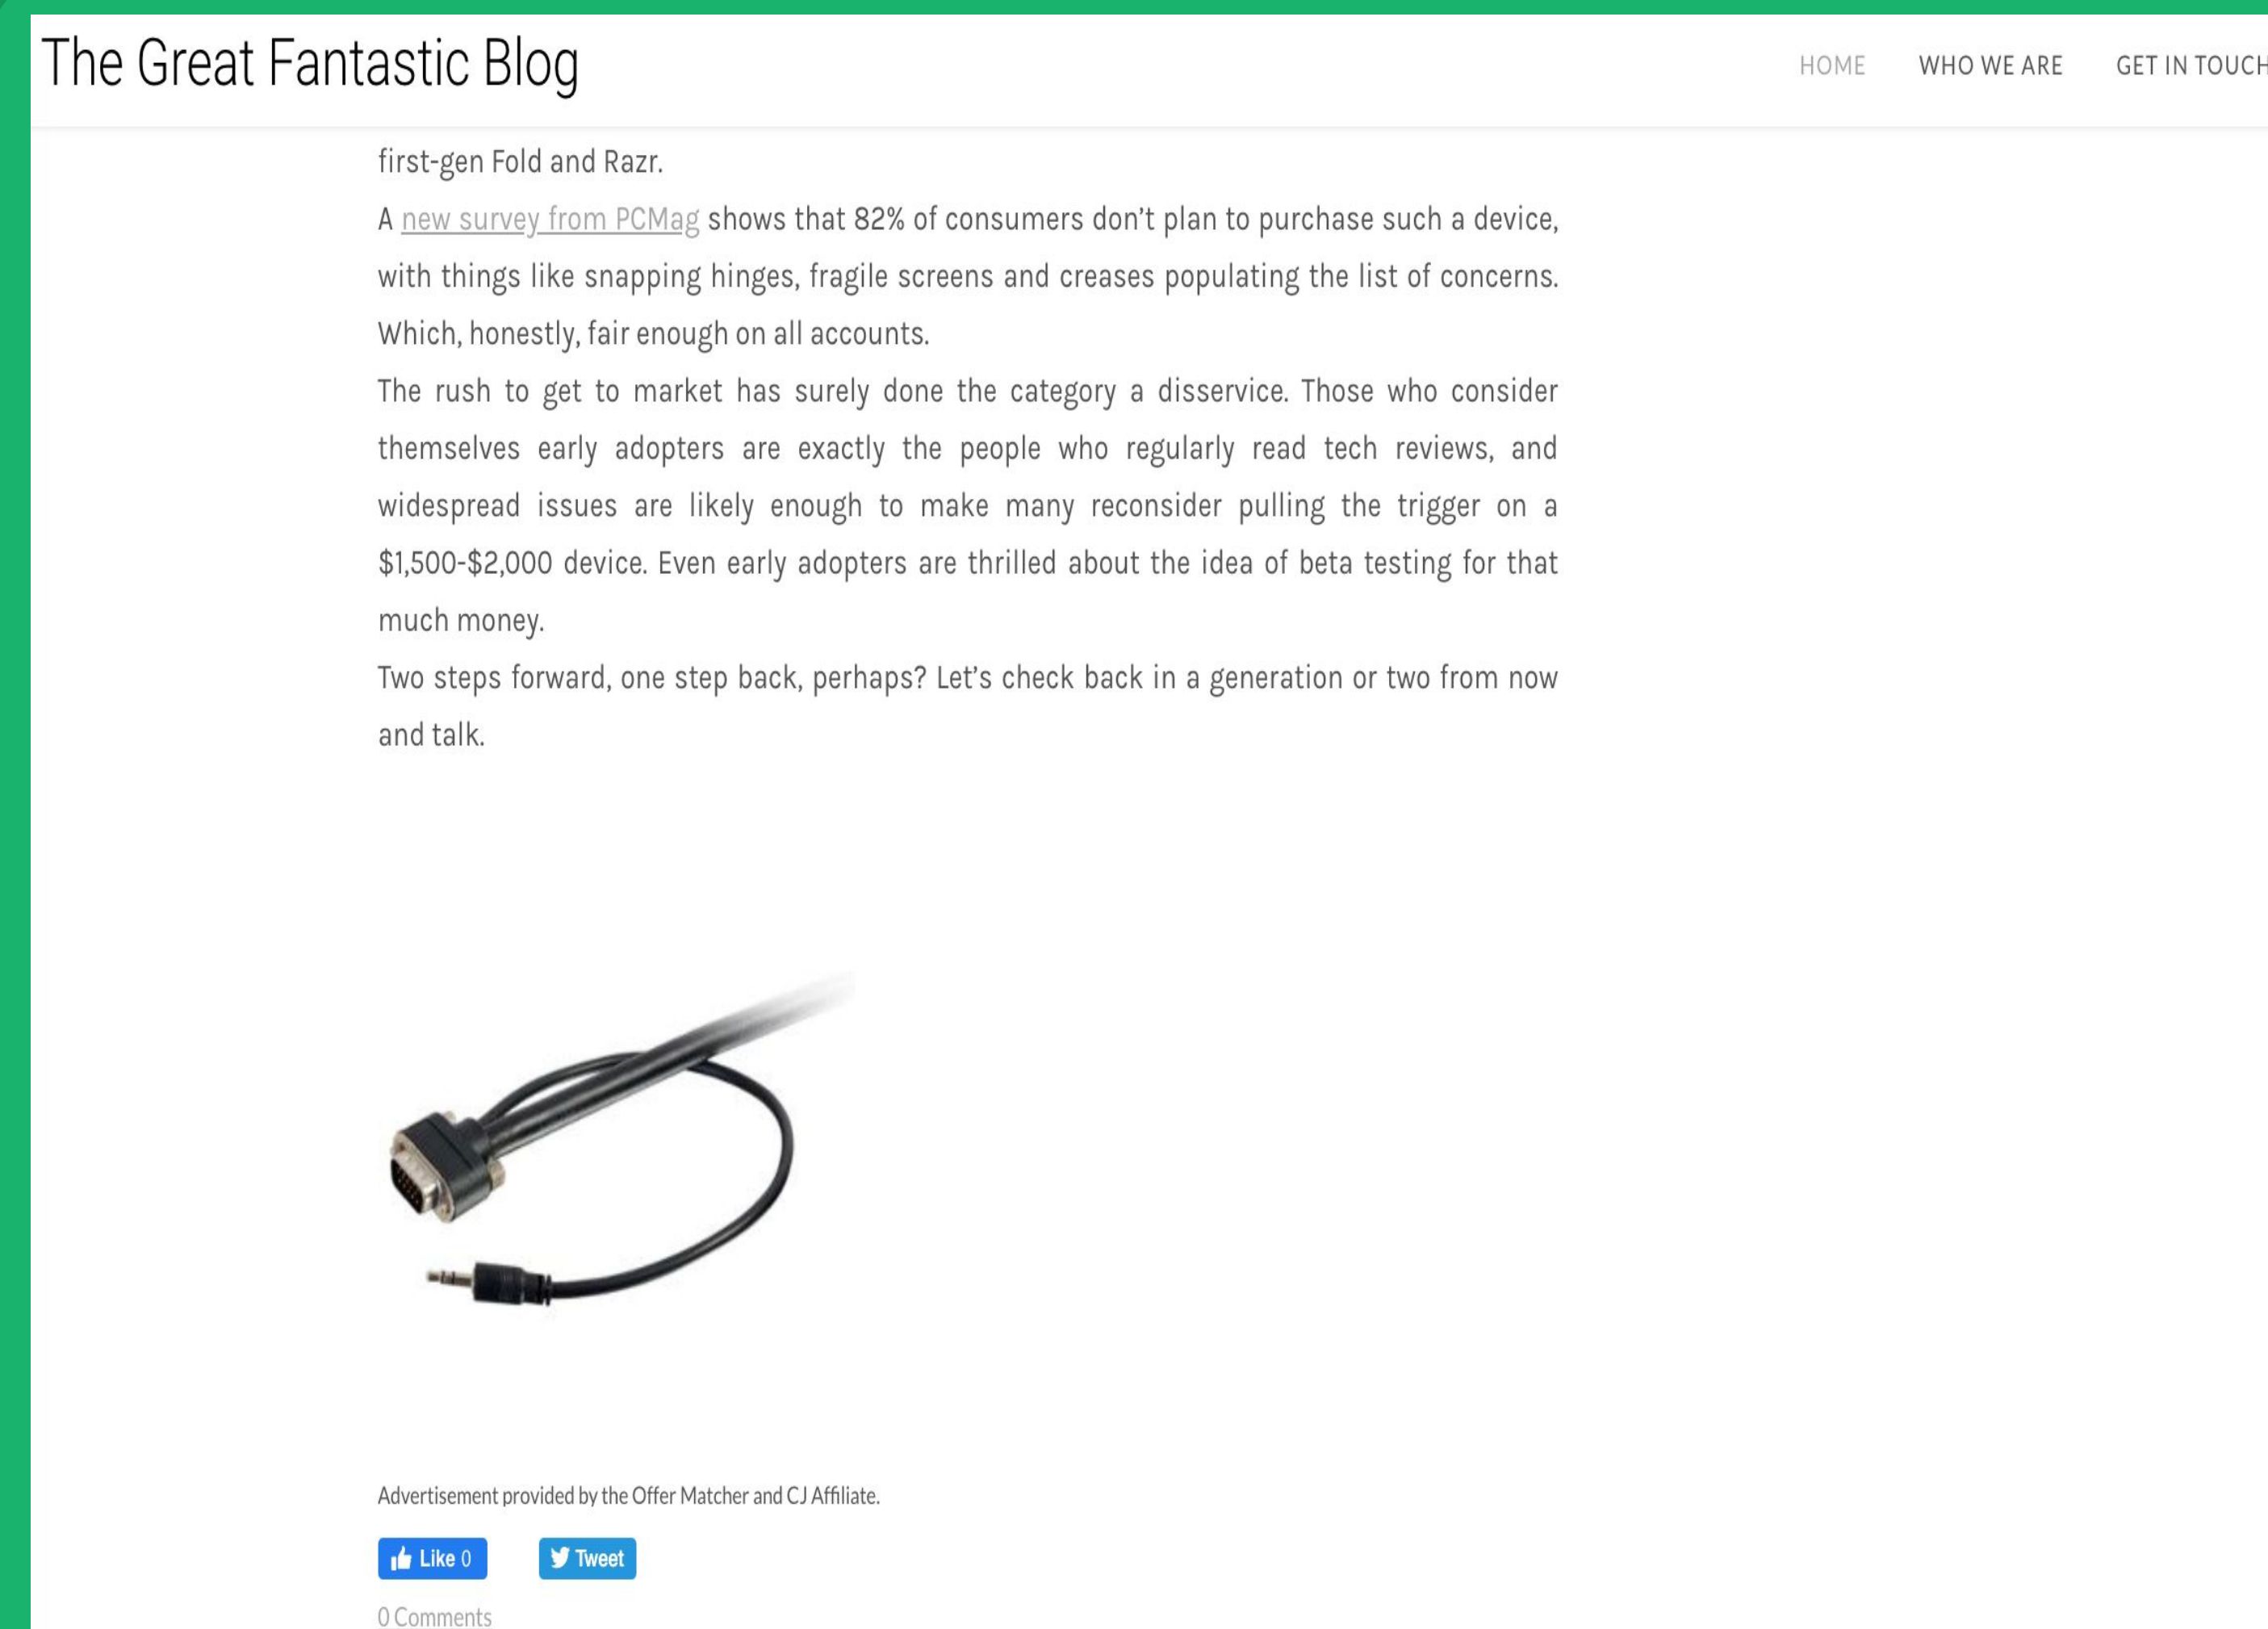 The Great Fantastic Blog
HOME WHO WE ARE GET IN TOUCH
first-gen Fold and Razr.
A new survey from PCMag shows that 82% of consumers don’t plan to purchase such a device,
with things like snapping hinges, fragile screens and creases populating the list of concerns.
Which, honestly, fair enough on all accounts.
The rush to get to market has surely done the category a disservice. Those who consider
themselves early adopters are exactly the people who regularly read tech reviews, and
widespread issues are likely enough to make many reconsider pulling the trigger on a
$1,500-$2,000 device. Even early adopters are thrilled about the idea of beta testing for that
much money.
Two steps forward, one step back, perhaps? Let’s check back in a generation or two from now
and talk.
Advertisement provided by the Offer Matcher and CJ Affiliate.
Like 0 Tweet
0 Comments